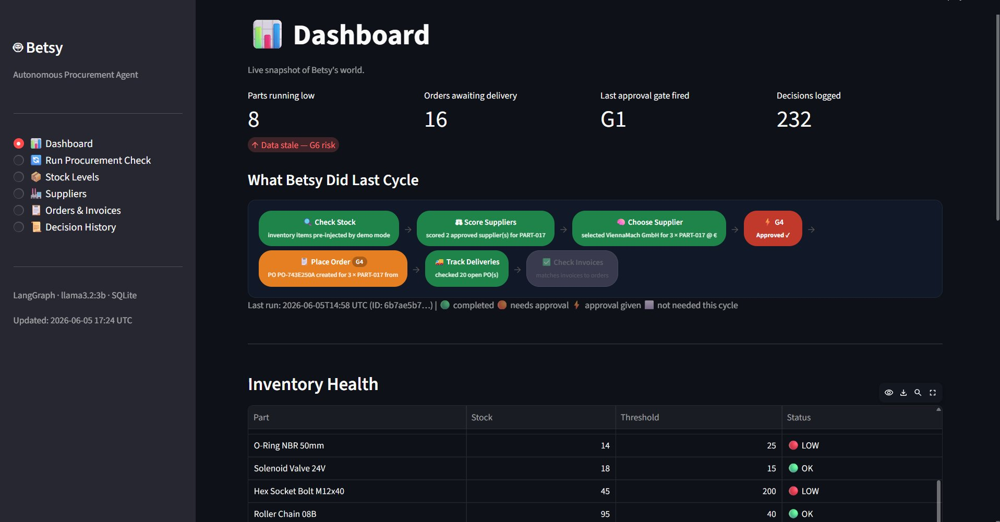 Betsy
Autonomous Procurement Agent
Dashboard
Run Procurement Check
Stock Levels
Suppliers
Orders & Invoices
Decision History
LangGraph · llama3.2:3b · SQLite
Updated: 2026-06-05 17:24 UTC
Dashboard
Live snapshot of Betsy's world.
Parts running low
8
↑ Data stale — G6 risk
Orders awaiting delivery
16
Last approval gate fired
G1
Decisions logged
232
What Betsy Did Last Cycle
Check Stock
inventory items pre-injected by demo mode
→
Score Suppliers
scored 2 approved supplier(s) for PART-017
→
Choose Supplier
selected ViennaMach GmbH for 3 × PART-017 @ €
→
G4
Approved ✓
→
Place Order G4
PO PO-743E250A created for 3 × PART-017 from
→
Track Deliveries
checked 20 open PO(s)
→
Check Invoices
matches invoices to orders
Last run: 2026-06-05T14:58 UTC (ID: 6b7ae5b7…) | completed needs approval approval given not needed this cycle
Inventory Health
Part Stock Threshold Status
O-Ring NBR 50mm 14 25 LOW
Solenoid Valve 24V 18 15 OK
Hex Socket Bolt M12x40 45 200 LOW
Roller Chain 08B 95 40 OK